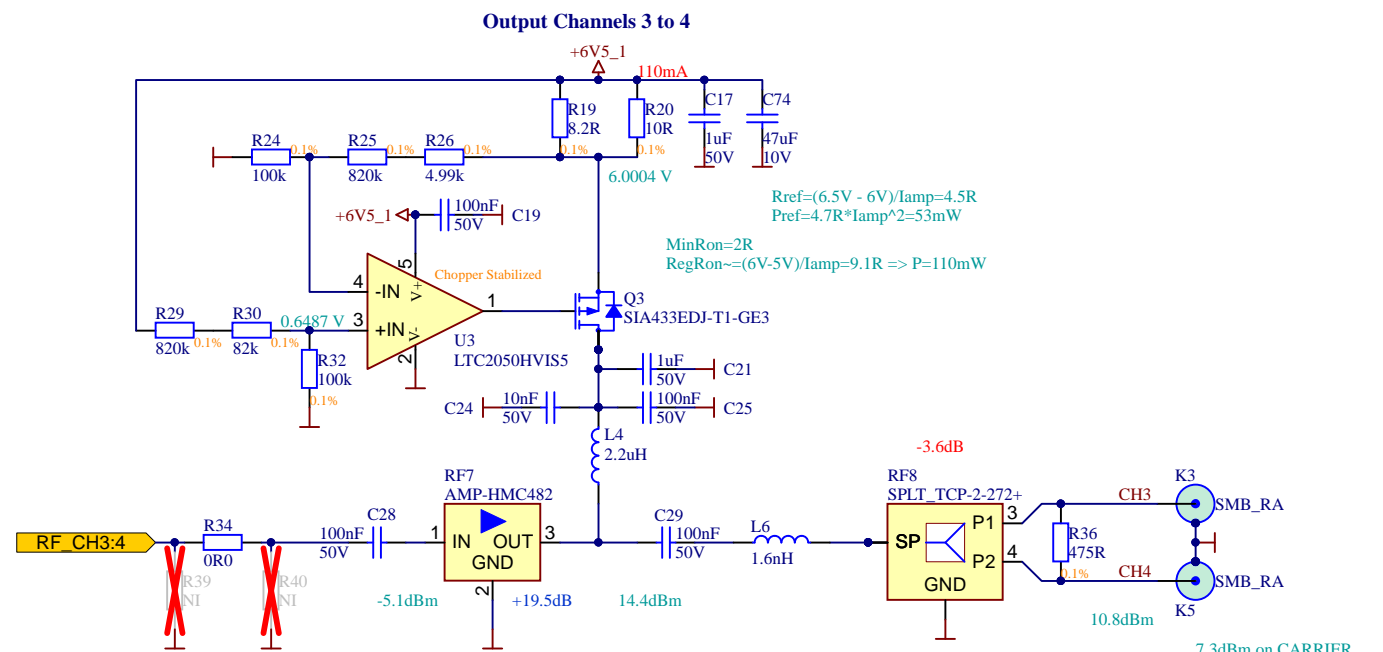 Output Channels 3 to 4
+6V5_1
110mA
R19
8.2R
0.1%
R20
10R
0.1%
C17
1uF
50V
C74
47uF
10V
R24
0.1%
100k
R25
0.1%
820k
R26
0.1%
4.99k
6.0004 V
Rref=(6.5V - 6V)/Iamp=4.5R
Pref=4.7R*Iamp^2=53mW
+6V5_1
100nF
50V
C19
MinRon=2R
RegRon~=(6V-5V)/Iamp=9.1R => P=110mW
Chopper Stabilized
5
V+
4
-IN
3
+IN
V-
2
1
U3
LTC2050HVIS5
Q3
SIA433EDJ-T1-GE3
R29
0.1%
820k
R30
0.1%
82k
0.6487 V
R32
100k
0.1%
1uF
50V
C21
C24
10nF
50V
100nF
50V
C25
L4
2.2uH
RF7
AMP-HMC482
1
IN
OUT
3
GND
2
-5.1dBm
+19.5dB
14.4dBm
RF_CH3:4
R34
0R0
R39
NI
R40
NI
C28
100nF
50V
C29
100nF
50V
L6
1.6nH
-3.6dB
RF8
SPLT_TCP-2-272+
SP
P1
3
P2
4
GND
CH3
CH4
R36
475R
0.1%
K3
SMB_RA
SMB_RA
K5
10.8dBm
7.3dBm on CARRIER